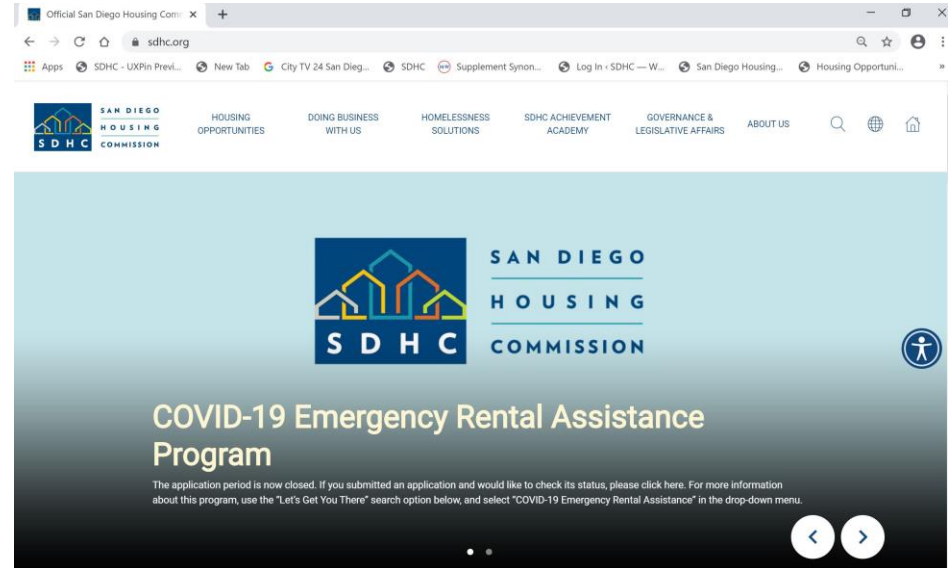 Official San Diego Housing Com
sdhc.org
Apps SDHC - UXPin Previ... New Tab City TV 24 San Dieg... SDHC Supplement Synon... Log In ‹ SDHC — W... San Diego Housing... Housing Opportuni... »
SAN DIEGO
HOUSING
COMMISSION
SDHC
HOUSING
OPPORTUNITIES
DOING BUSINESS
WITH US
HOMELESSNESS
SOLUTIONS
SDHC ACHIEVEMENT
ACADEMY
GOVERNANCE &
LEGISLATIVE AFFAIRS
ABOUT US
SAN DIEGO
HOUSING
COMMISSION
SDHC
COVID-19 Emergency Rental Assistance
Program
The application period is now closed. If you submitted an application and would like to check its status, please click here. For more information
about this program, use the "Let's Get You There" search option below, and select "COVID-19 Emergency Rental Assistance" in the drop-down menu.